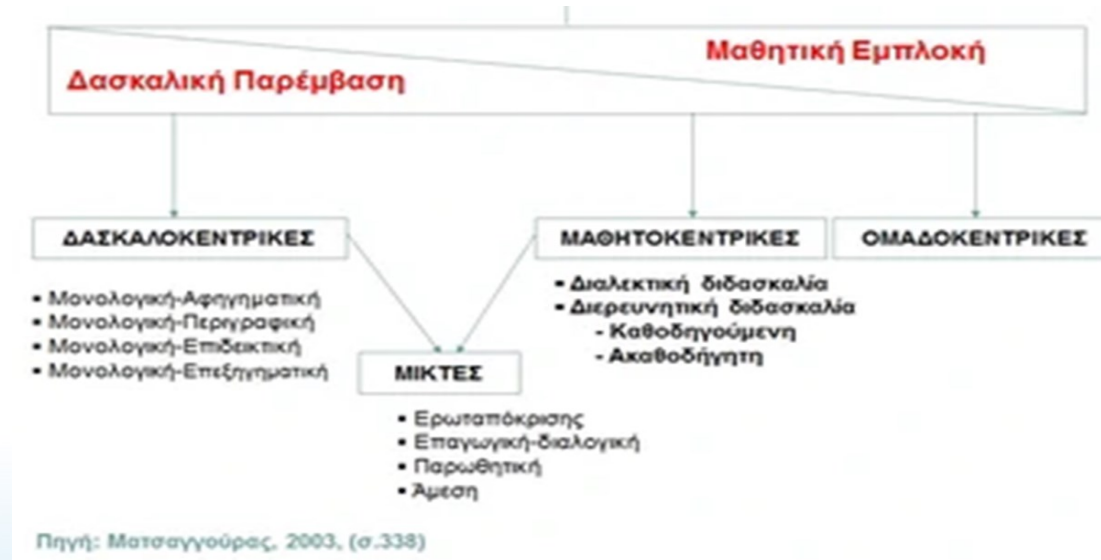 Μαθητική Εμπλοκή
Δασκαλική Παρέμβαση
ΔΑΣΚΑΛΟΚΕΝΤΡΙΚΕΣ
▪ Μονολογική-Αφηγηματική
▪ Μονολογική-Περιγραφική
▪ Μονολογική-Επιδεικτική
▪ Μονολογική-Επεξηγηματική
ΜΙΚΤΕΣ
▪ Ερωταπόκρισης
▪ Επαγωγική-διαλογική
▪ Παρωθητική
▪ Άμεση
ΜΑΘΗΤΟΚΕΝΤΡΙΚΕΣ
▪ Διαλεκτική διδασκαλία
▪ Διερευνητική διδασκαλία
- Καθοδηγούμενη
- Ακαθοδήγητη
ΟΜΑΔΟΚΕΝΤΡΙΚΕΣ
Πηγή: Ματσαγγούρας, 2003, (σ.338)